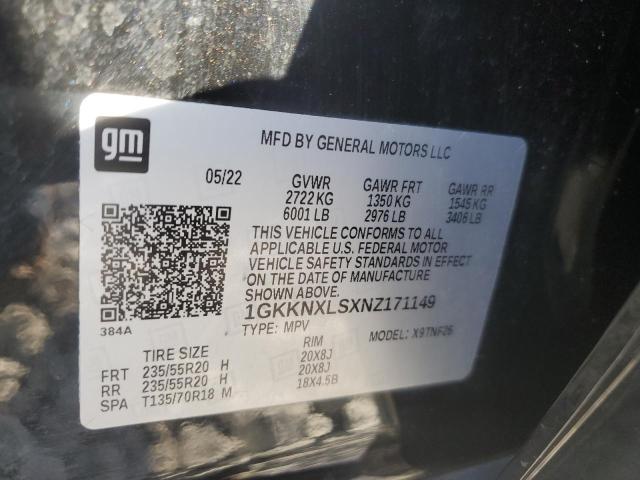 gm
MFD BY GENERAL MOTORS LLC
05/22 GVWR GAWR FRT GAWR RR
2722 KG 1350 KG 1545 KG
6001 LB 2976 LB 3406 LB
THIS VEHICLE CONFORMS TO ALL
APPLICABLE U.S. FEDERAL MOTOR
VEHICLE SAFETY STANDARDS IN EFFECT
ON THE DATE OF MANUFACTURE
SHOWN ABOVE.
1GKKNXLSXNZ171149
384A TYPE: MPV MODEL: X9TNF26
TIRE SIZE RIM
FRT 235/55R20 H 20X8J
RR 235/55R20 H 20X8J
SPA T135/70R18 M 18X4.5B